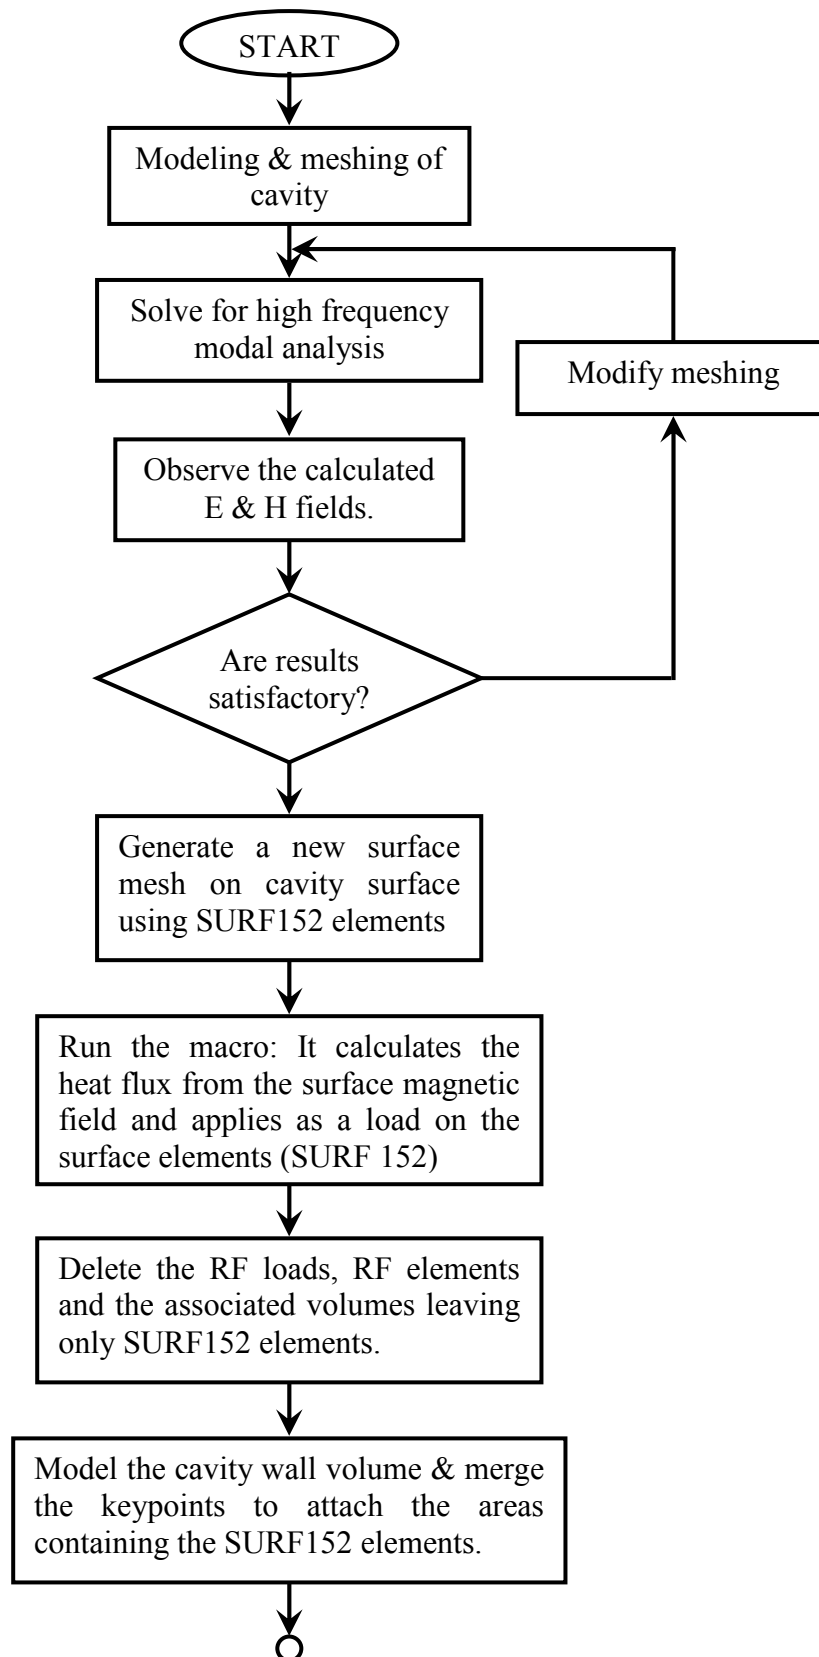 START
Modeling & meshing of
cavity
Solve for high frequency
modal analysis
Modify meshing
Observe the calculated
E & H fields.
Are results
satisfactory?
Generate a new surface
mesh on cavity surface
using SURF152 elements
Run the macro: It calculates the
heat flux from the surface magnetic
field and applies as a load on the
surface elements (SURF 152)
Delete the RF loads, RF elements
and the associated volumes leaving
only SURF152 elements.
Model the cavity wall volume & merge
the keypoints to attach the areas
containing the SURF152 elements.